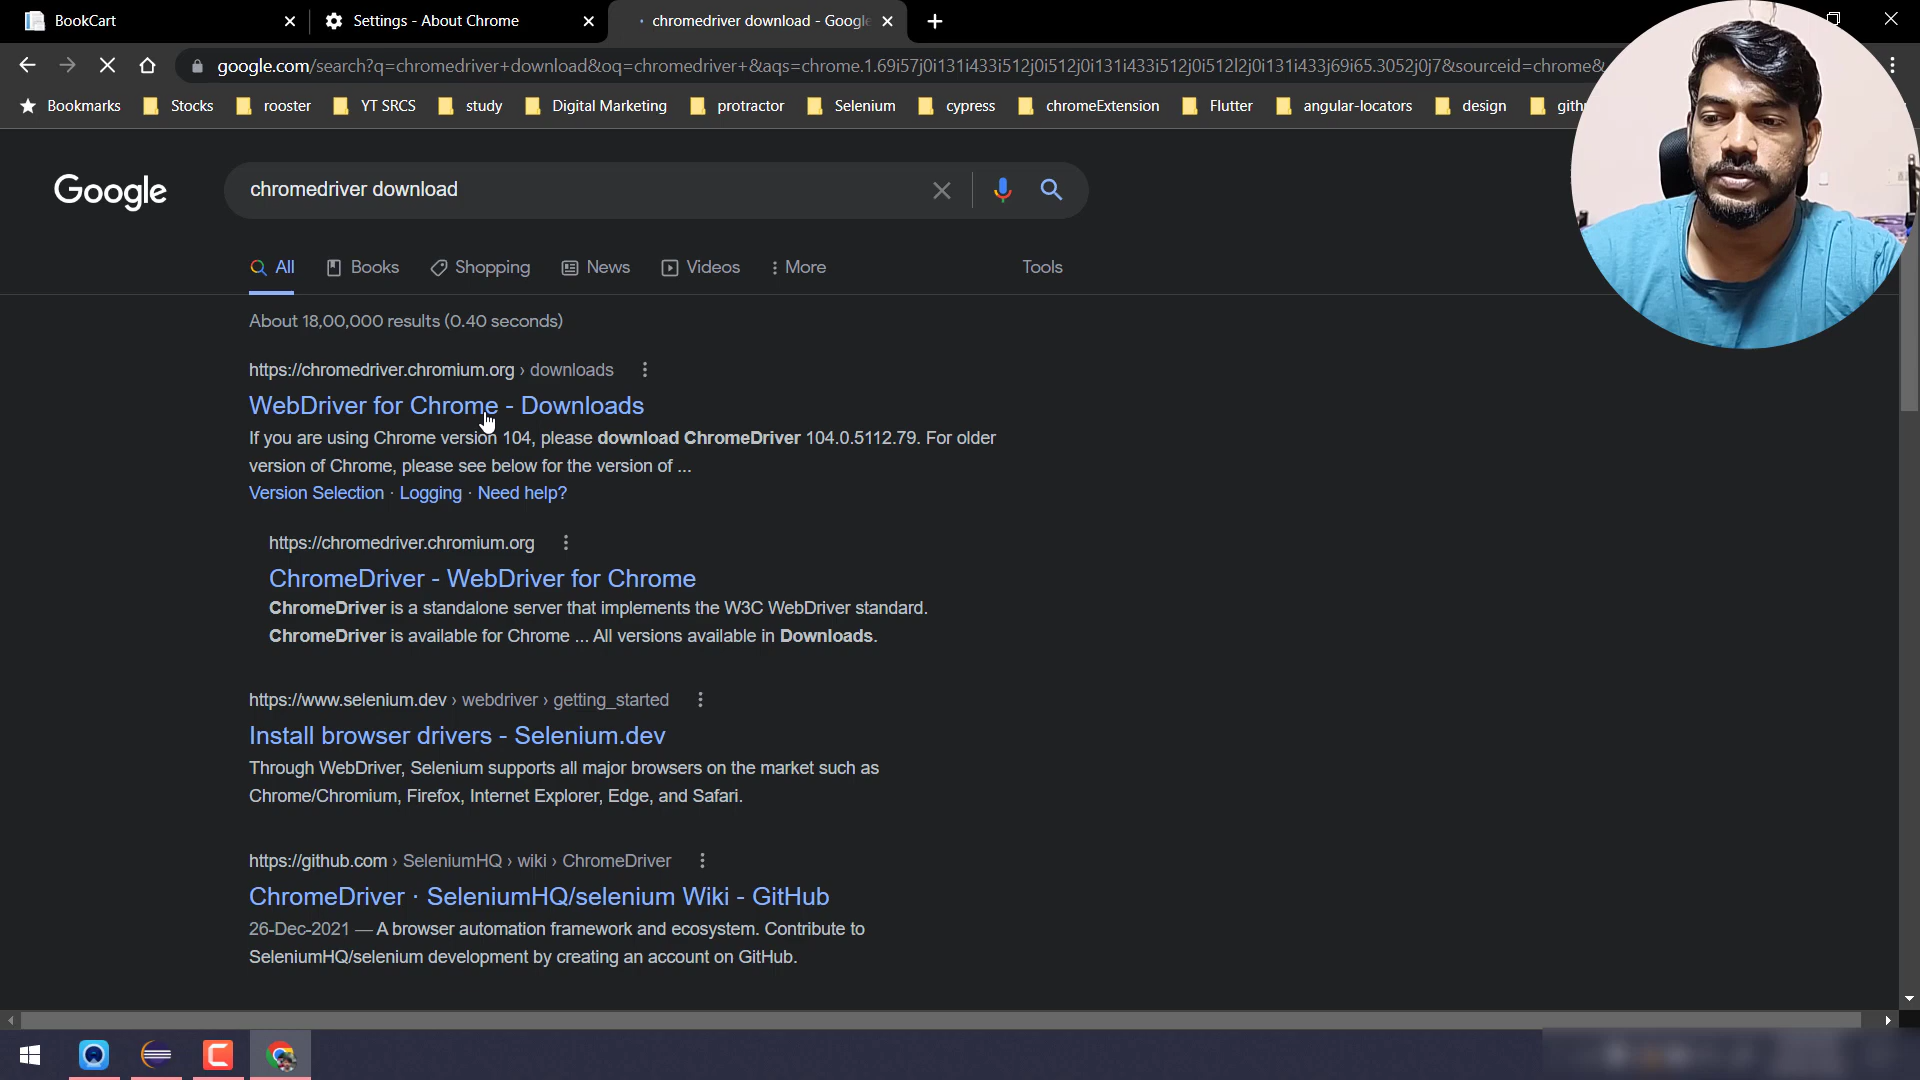 BookCart
Settings - About Chrome
chromedriver download - Google
google.com/search?q=chromedriver+download&oq=chromedriver+&aqs=chrome.1.69i57j0i131i433i512j0i512j0i131i433i512j0i512l2j0i131i433j69i65.3052j0j7&sourceid=chrome&
Bookmarks
Stocks
rooster
YT SRCS
study
Digital Marketing
protractor
Selenium
cypress
chromeExtension
Flutter
angular-locators
design
Google
chromedriver download
All
Books
Shopping
News
Videos
More
Tools
About 18,00,000 results (0.40 seconds)
https://chromedriver.chromium.org › downloads
WebDriver for Chrome - Downloads
If you are using Chrome version 104, please download ChromeDriver 104.0.5112.79. For older
version of Chrome, please see below for the version of ...
Version Selection · Logging · Need help?
https://chromedriver.chromium.org
ChromeDriver - WebDriver for Chrome
ChromeDriver is a standalone server that implements the W3C WebDriver standard.
ChromeDriver is available for Chrome ... All versions available in Downloads.
https://www.selenium.dev › webdriver › getting_started
Install browser drivers - Selenium.dev
Through WebDriver, Selenium supports all major browsers on the market such as
Chrome/Chromium, Firefox, Internet Explorer, Edge, and Safari.
https://github.com › SeleniumHQ › wiki › ChromeDriver
ChromeDriver · SeleniumHQ/selenium Wiki - GitHub
26-Dec-2021 — A browser automation framework and ecosystem. Contribute to
SeleniumHQ/selenium development by creating an account on GitHub.